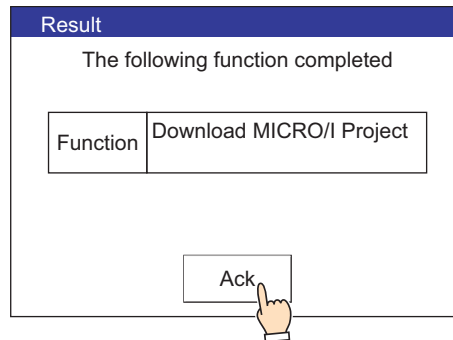 Result
The following function completed
Function
Download MICRO/I Project
Ack